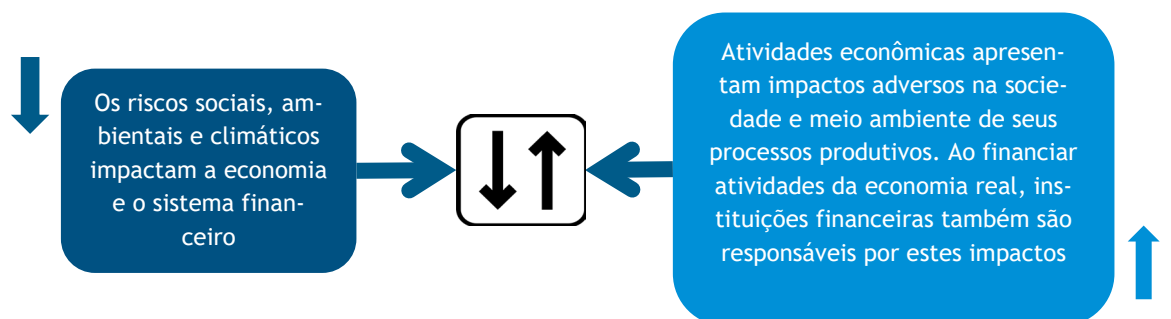 Os riscos sociais, am-
bientais e climáticos
impactam a economia
e o sistema finan-
ceiro
Atividades econômicas apresen-
tam impactos adversos na socie-
dade e meio ambiente de seus
processos produtivos. Ao financiar
atividades da economia real, ins-
tituições financeiras também são
responsáveis por estes impactos